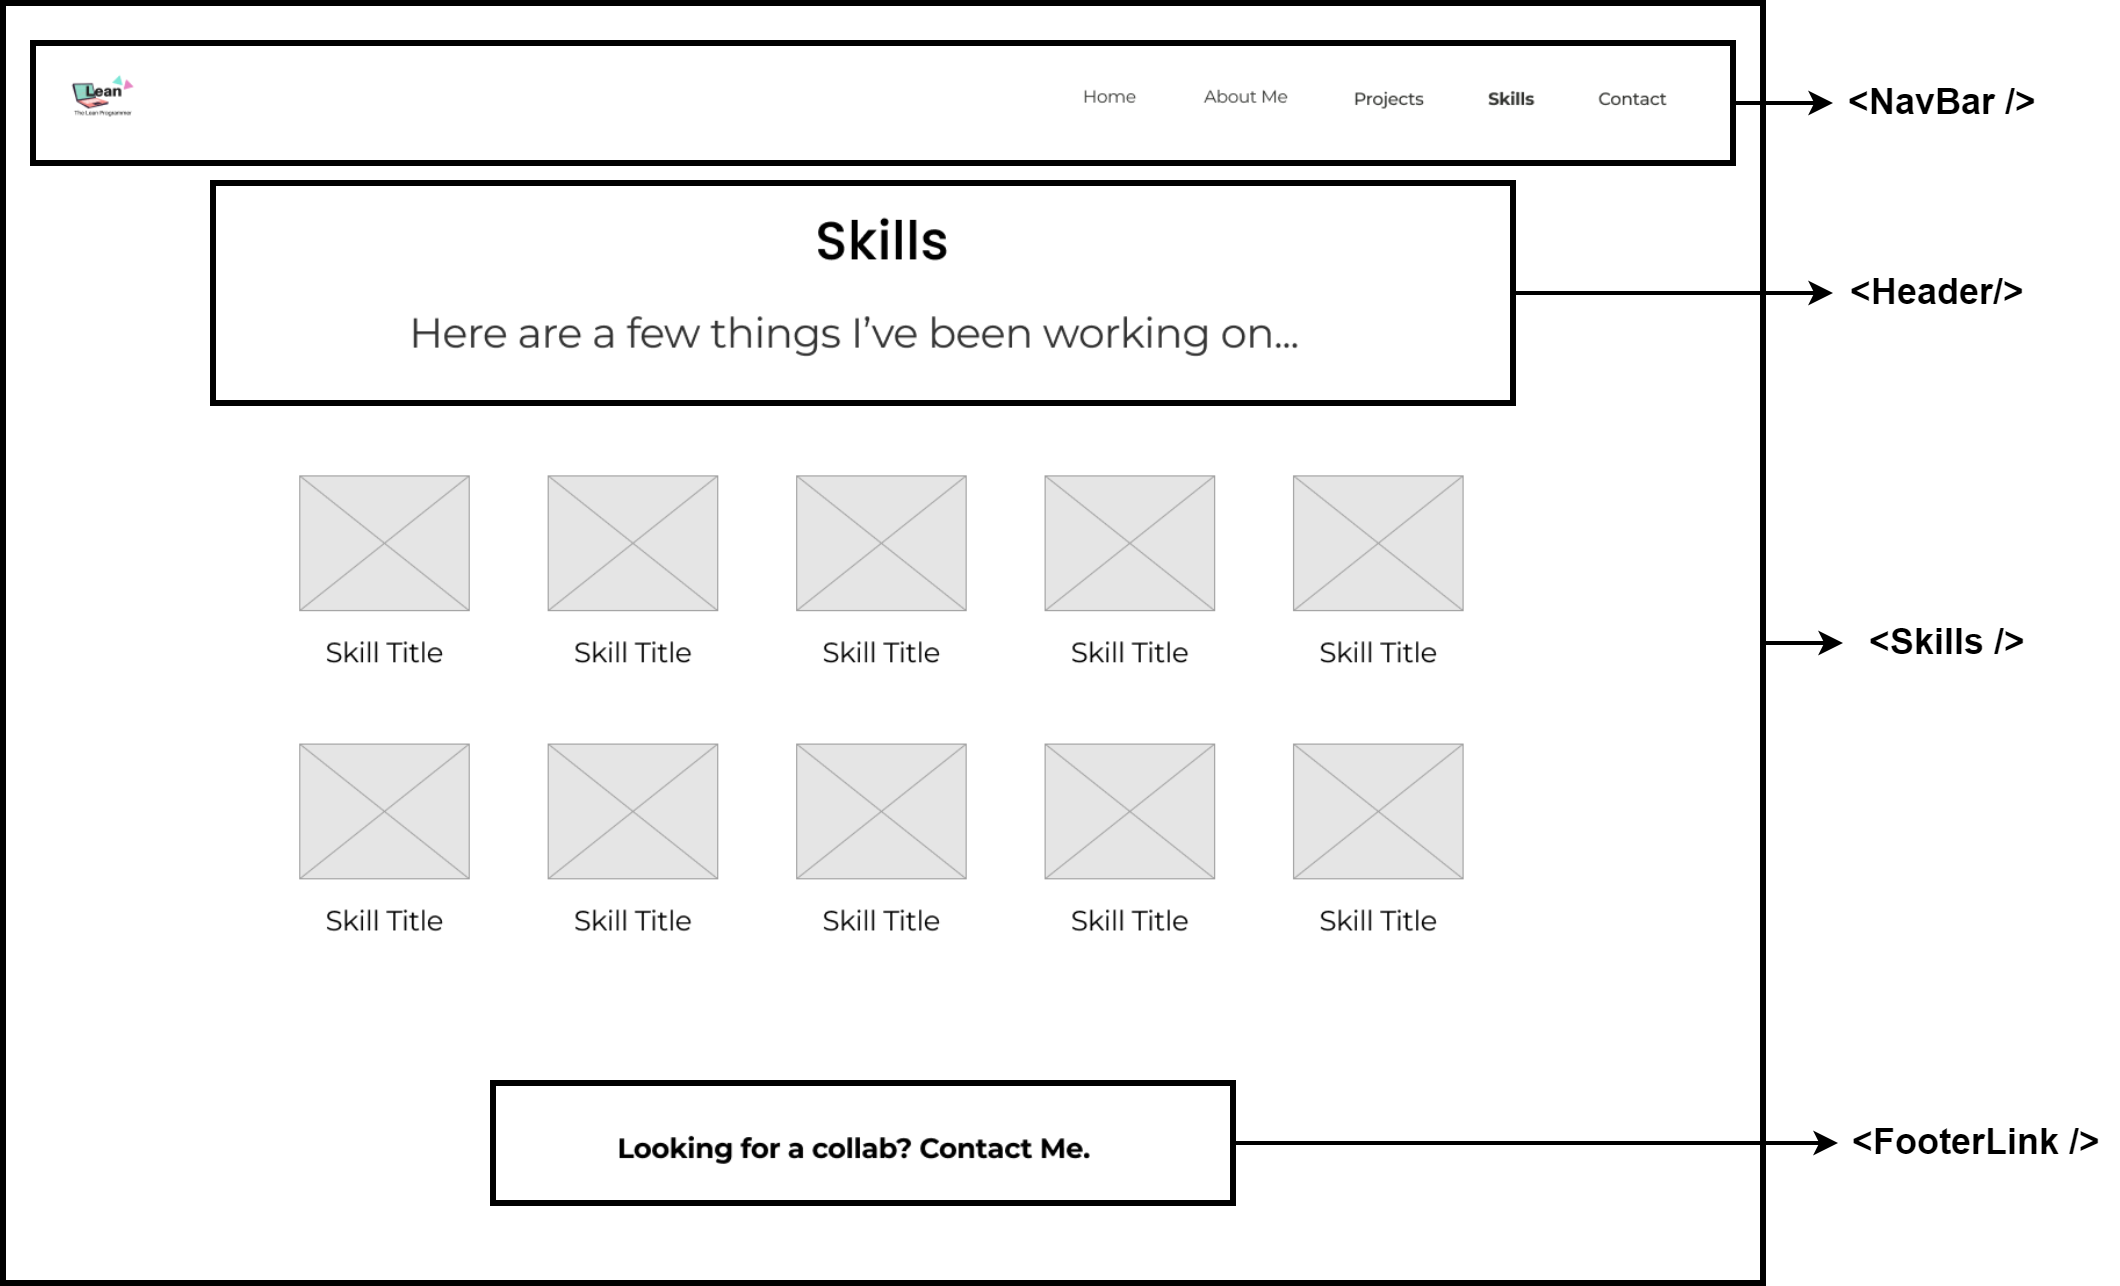 Lean
The Lean Programmer
Home About Me Projects Skills Contact
<NavBar />
Skills
Here are a few things I’ve been working on...
<Header/>
Skill Title Skill Title Skill Title Skill Title Skill Title
<Skills />
Skill Title Skill Title Skill Title Skill Title Skill Title
Looking for a collab? Contact Me.
<FooterLink />